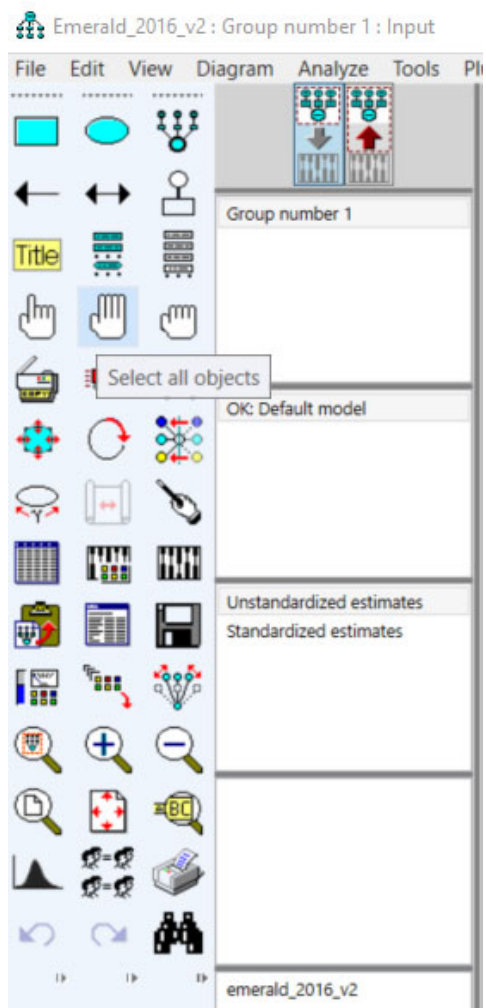 Emerald_2016_v2 : Group number 1 : Input
File Edit View Diagram Analyze Tools
Title
Group number 1
Select all objects
OK: Default model
Unstandardized estimates
Standardized estimates
emerald_2016_v2